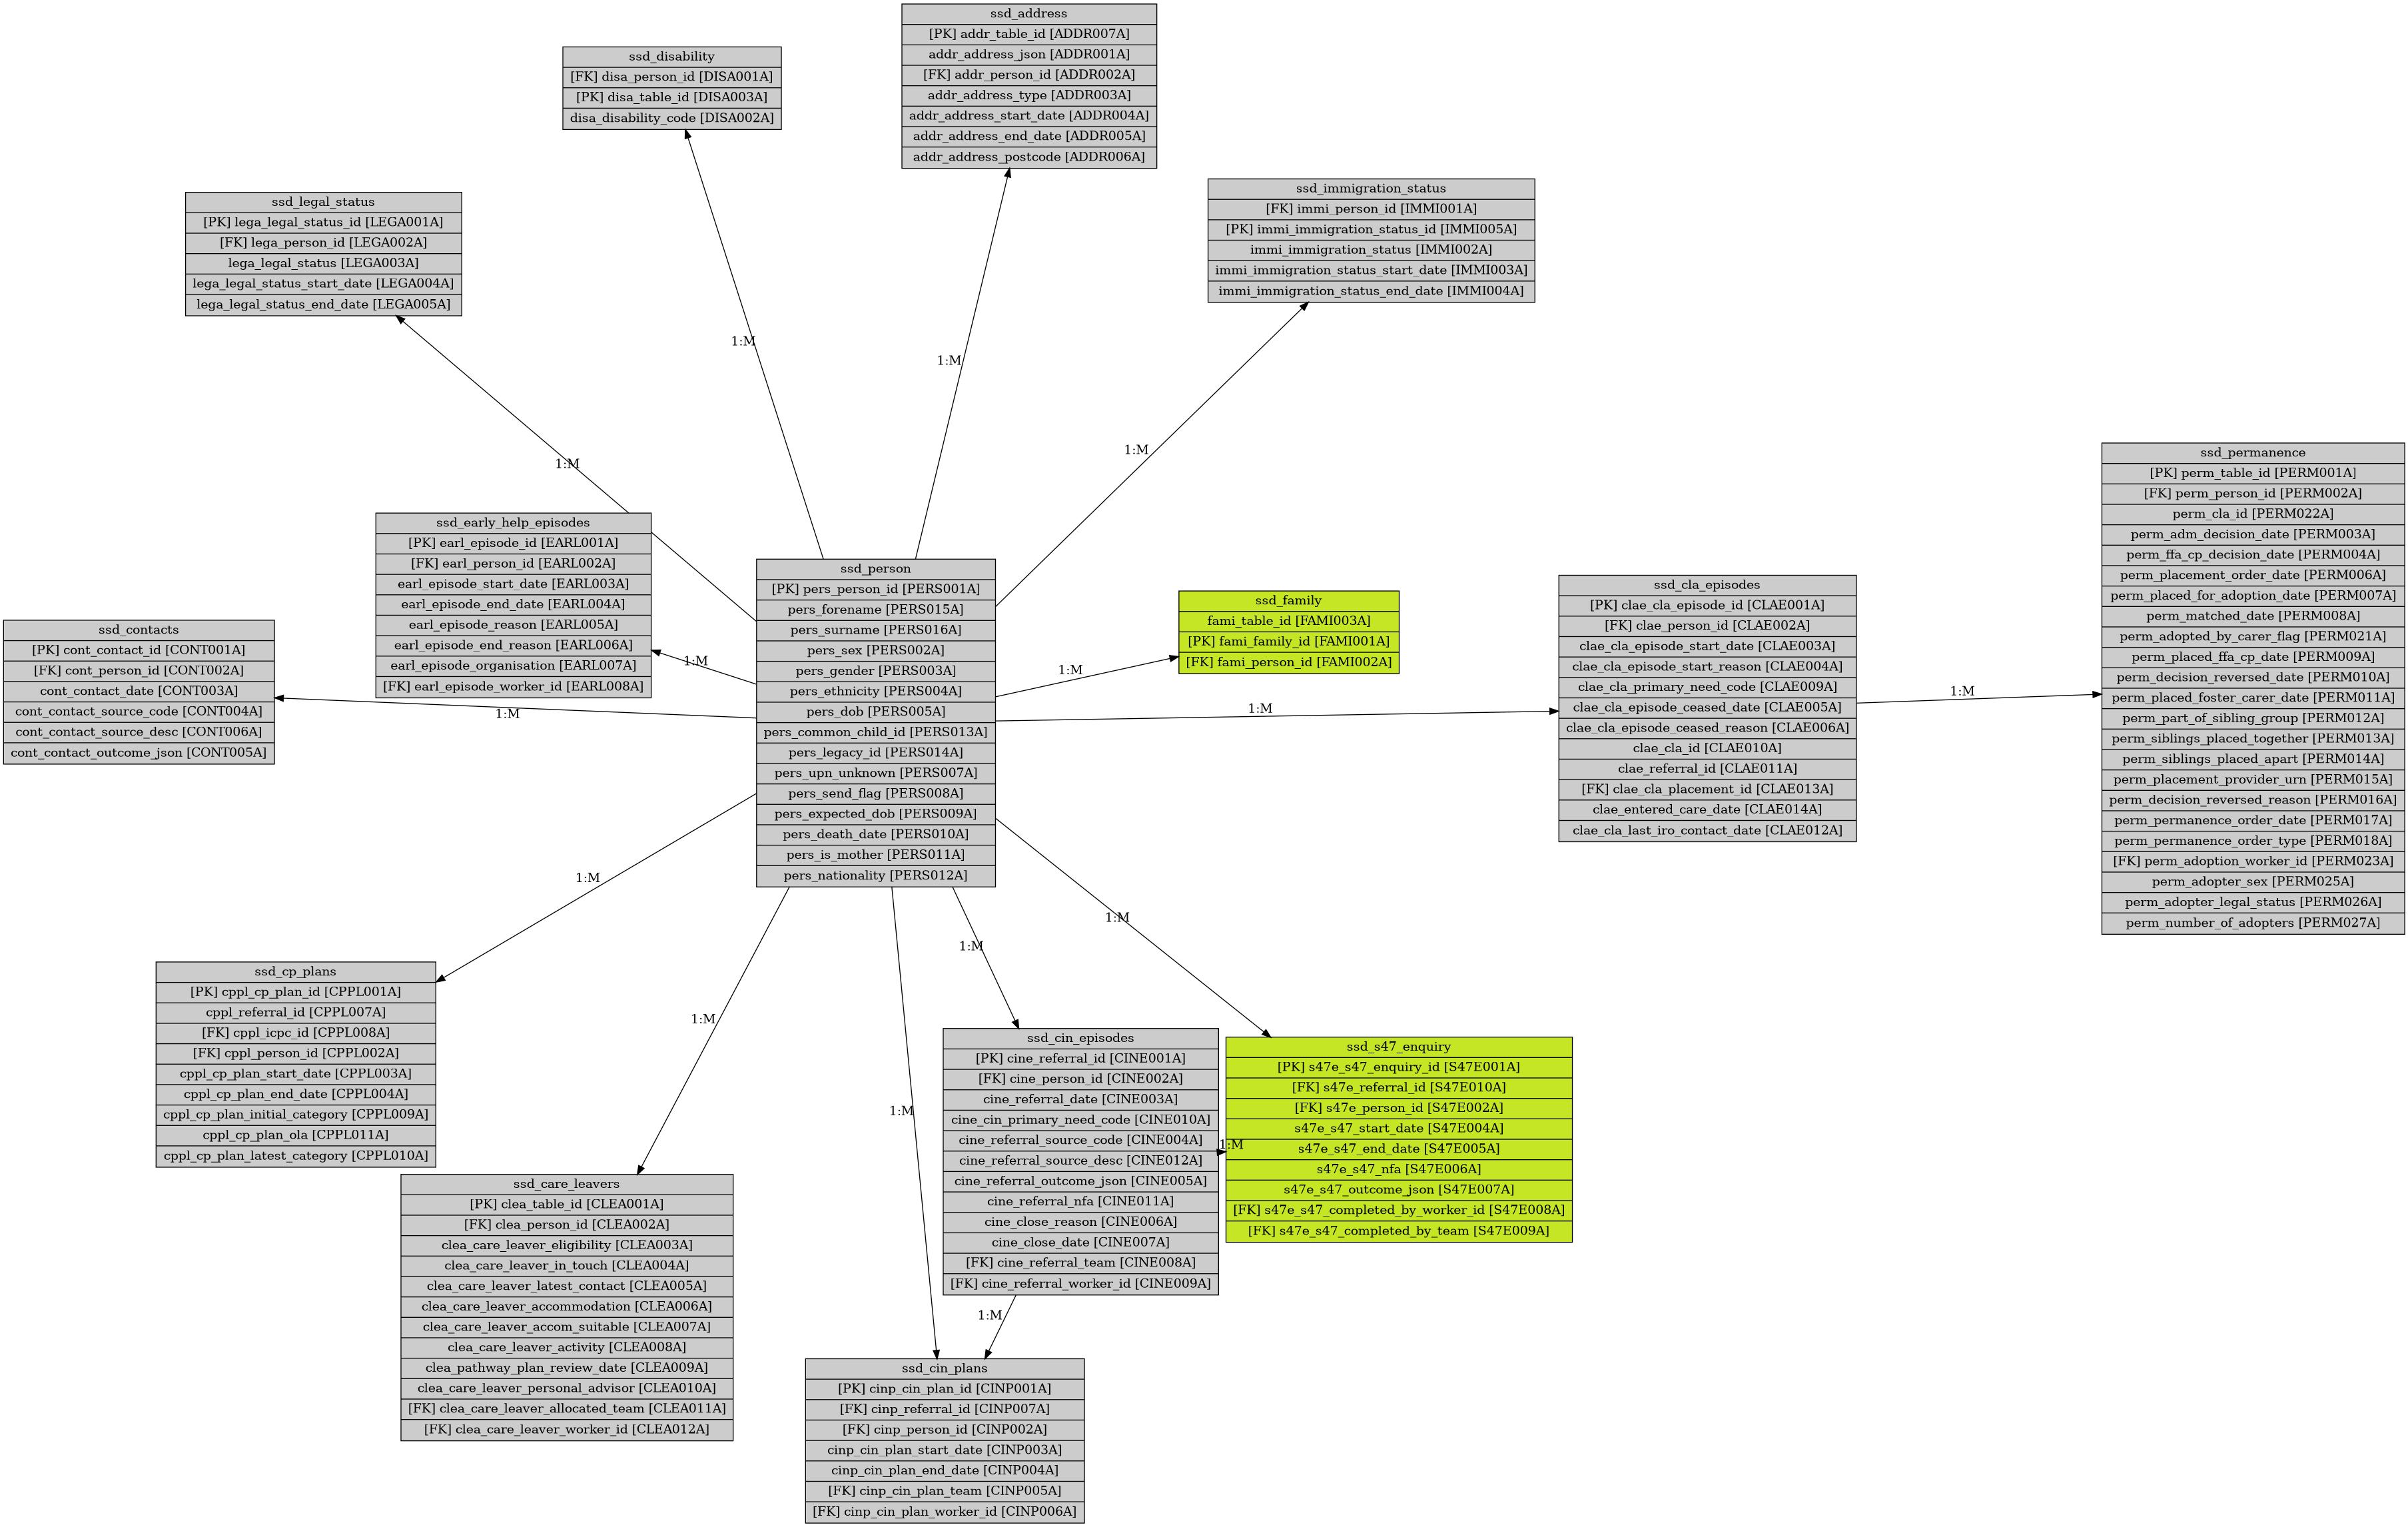 ssd_address
[PK] addr_table_id [ADDR007A]
addr_address_json [ADDR001A]
[FK] addr_person_id [ADDR002A]
addr_address_type [ADDR003A]
addr_address_start_date [ADDR004A]
addr_address_end_date [ADDR005A]
addr_address_postcode [ADDR006A]
ssd_disability
[FK] disa_person_id [DISA001A]
[PK] disa_table_id [DISA003A]
disa_disability_code [DISA002A]
ssd_immigration_status
[FK] immi_person_id [IMMI001A]
[PK] immi_immigration_status_id [IMMI005A]
immi_immigration_status [IMMI002A]
immi_immigration_status_start_date [IMMI003A]
immi_immigration_status_end_date [IMMI004A]
ssd_legal_status
[PK] lega_legal_status_id [LEGA001A]
[FK] lega_person_id [LEGA002A]
lega_legal_status [LEGA003A]
lega_legal_status_start_date [LEGA004A]
lega_legal_status_end_date [LEGA005A]
1:M
1:M
1:M
1:M
ssd_early_help_episodes
[PK] earl_episode_id [EARL001A]
[FK] earl_person_id [EARL002A]
earl_episode_start_date [EARL003A]
earl_episode_end_date [EARL004A]
earl_episode_reason [EARL005A]
earl_episode_end_reason [EARL006A]
earl_episode_organisation [EARL007A]
[FK] earl_episode_worker_id [EARL008A]
ssd_contacts
[PK] cont_contact_id [CONT001A]
[FK] cont_person_id [CONT002A]
cont_contact_date [CONT003A]
cont_contact_source_code [CONT004A]
cont_contact_source_desc [CONT006A]
cont_contact_outcome_json [CONT005A]
1:M
1:M
ssd_person
[PK] pers_person_id [PERS001A]
pers_forename [PERS015A]
pers_surname [PERS016A]
pers_sex [PERS002A]
pers_gender [PERS003A]
pers_ethnicity [PERS004A]
pers_dob [PERS005A]
pers_common_child_id [PERS013A]
pers_legacy_id [PERS014A]
pers_upn_unknown [PERS007A]
pers_send_flag [PERS008A]
pers_expected_dob [PERS009A]
pers_death_date [PERS010A]
pers_is_mother [PERS011A]
pers_nationality [PERS012A]
1:M
1:M
ssd_family
fami_table_id [FAMI003A]
[PK] fami_family_id [FAMI001A]
[FK] fami_person_id [FAMI002A]
ssd_cla_episodes
[PK] clae_cla_episode_id [CLAE001A]
[FK] clae_person_id [CLAE002A]
clae_cla_episode_start_date [CLAE003A]
clae_cla_episode_start_reason [CLAE004A]
clae_cla_primary_need_code [CLAE009A]
clae_cla_episode_ceased_date [CLAE005A]
clae_cla_episode_ceased_reason [CLAE006A]
clae_cla_id [CLAE010A]
clae_referral_id [CLAE011A]
[FK] clae_cla_placement_id [CLAE013A]
clae_entered_care_date [CLAE014A]
clae_cla_last_iro_contact_date [CLAE012A]
1:M
ssd_permanence
[PK] perm_table_id [PERM001A]
[FK] perm_person_id [PERM002A]
perm_cla_id [PERM022A]
perm_adm_decision_date [PERM003A]
perm_ffa_cp_decision_date [PERM004A]
perm_placement_order_date [PERM006A]
perm_placed_for_adoption_date [PERM007A]
perm_matched_date [PERM008A]
perm_adopted_by_carer_flag [PERM021A]
perm_placed_ffa_cp_date [PERM009A]
perm_decision_reversed_date [PERM010A]
perm_placed_foster_carer_date [PERM011A]
perm_part_of_sibling_group [PERM012A]
perm_siblings_placed_together [PERM013A]
perm_siblings_placed_apart [PERM014A]
perm_placement_provider_urn [PERM015A]
perm_decision_reversed_reason [PERM016A]
perm_permanence_order_date [PERM017A]
perm_permanence_order_type [PERM018A]
[FK] perm_adoption_worker_id [PERM023A]
perm_adopter_sex [PERM025A]
perm_adopter_legal_status [PERM026A]
perm_number_of_adopters [PERM027A]
1:M
1:M
1:M
1:M
1:M
ssd_cp_plans
[PK] cppl_cp_plan_id [CPPL001A]
cppl_referral_id [CPPL007A]
[FK] cppl_icpc_id [CPPL008A]
[FK] cppl_person_id [CPPL002A]
cppl_cp_plan_start_date [CPPL003A]
cppl_cp_plan_end_date [CPPL004A]
cppl_cp_plan_initial_category [CPPL009A]
cppl_cp_plan_ola [CPPL011A]
cppl_cp_plan_latest_category [CPPL010A]
ssd_care_leavers
[PK] clea_table_id [CLEA001A]
[FK] clea_person_id [CLEA002A]
clea_care_leaver_eligibility [CLEA003A]
clea_care_leaver_in_touch [CLEA004A]
clea_care_leaver_latest_contact [CLEA005A]
clea_care_leaver_accommodation [CLEA006A]
clea_care_leaver_accom_suitable [CLEA007A]
clea_care_leaver_activity [CLEA008A]
clea_pathway_plan_review_date [CLEA009A]
clea_care_leaver_personal_advisor [CLEA010A]
[FK] clea_care_leaver_allocated_team [CLEA011A]
[FK] clea_care_leaver_worker_id [CLEA012A]
ssd_cin_episodes
[PK] cine_referral_id [CINE001A]
[FK] cine_person_id [CINE002A]
cine_referral_date [CINE003A]
cine_cin_primary_need_code [CINE010A]
cine_referral_source_code [CINE004A]
cine_referral_source_desc [CINE012A]
cine_referral_outcome_json [CINE005A]
cine_referral_nfa [CINE011A]
cine_close_reason [CINE006A]
cine_close_date [CINE007A]
[FK] cine_referral_team [CINE008A]
[FK] cine_referral_worker_id [CINE009A]
1:M
ssd_s47_enquiry
[PK] s47e_s47_enquiry_id [S47E001A]
[FK] s47e_referral_id [S47E010A]
[FK] s47e_person_id [S47E002A]
s47e_s47_start_date [S47E004A]
s47e_s47_end_date [S47E005A]
s47e_s47_nfa [S47E006A]
s47e_s47_outcome_json [S47E007A]
[FK] s47e_s47_completed_by_worker_id [S47E008A]
[FK] s47e_s47_completed_by_team [S47E009A]
1:M
ssd_cin_plans
[PK] cinp_cin_plan_id [CINP001A]
[FK] cinp_referral_id [CINP007A]
[FK] cinp_person_id [CINP002A]
cinp_cin_plan_start_date [CINP003A]
cinp_cin_plan_end_date [CINP004A]
[FK] cinp_cin_plan_team [CINP005A]
[FK] cinp_cin_plan_worker_id [CINP006A]